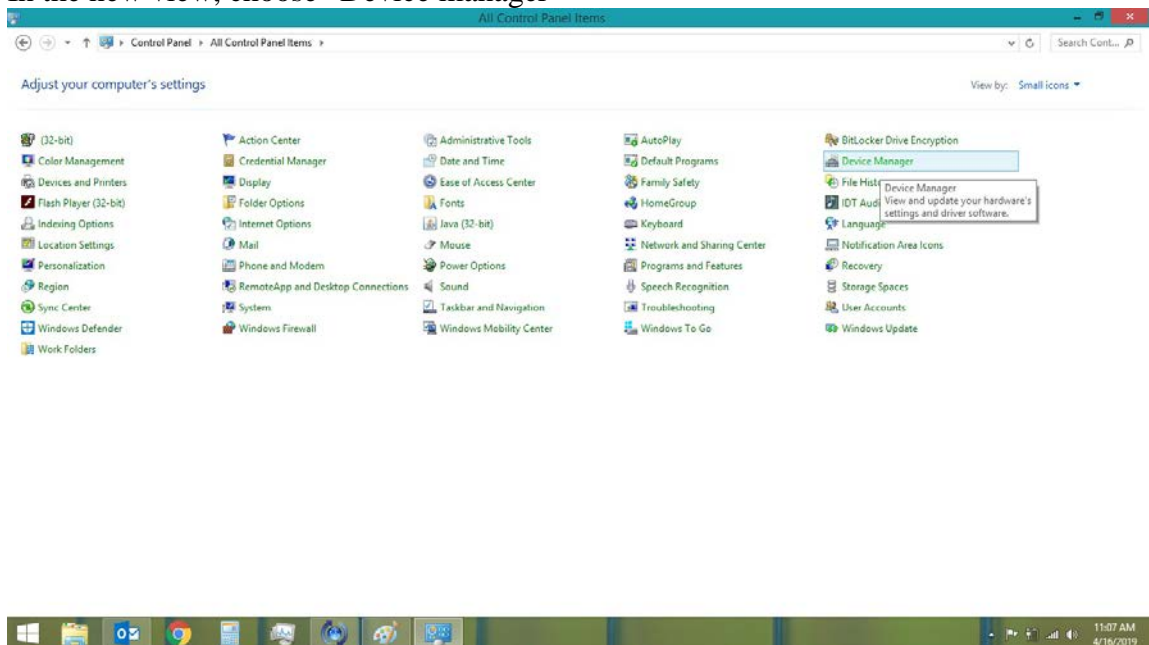 In the new view, choose "Device manager"
All Control Panel Items
Control Panel All Control Panel Items
Search Cont...
Adjust your computer's settings
View by: Small icons
(32-bit) Action Center Administrative Tools AutoPlay BitLocker Drive Encryption
Color Management Credential Manager Date and Time Default Programs Device Manager
Devices and Printers Display Ease of Access Center Family Safety File Hist
Device Manager
Flash Player (32-bit) Folder Options Fonts HomeGroup IDT Audi
View and update your hardware's
settings and driver software.
Indexing Options Internet Options Java (32-bit) Keyboard Language
Location Settings Mail Mouse Network and Sharing Center Notification Area Icons
Personalization Phone and Modem Power Options Programs and Features Recovery
Region RemoteApp and Desktop Connections Sound Speech Recognition Storage Spaces
Sync Center System Taskbar and Navigation Troubleshooting User Accounts
Windows Defender Windows Firewall Windows Mobility Center Windows To Go Windows Update
Work Folders
11:07 AM
4/16/2019